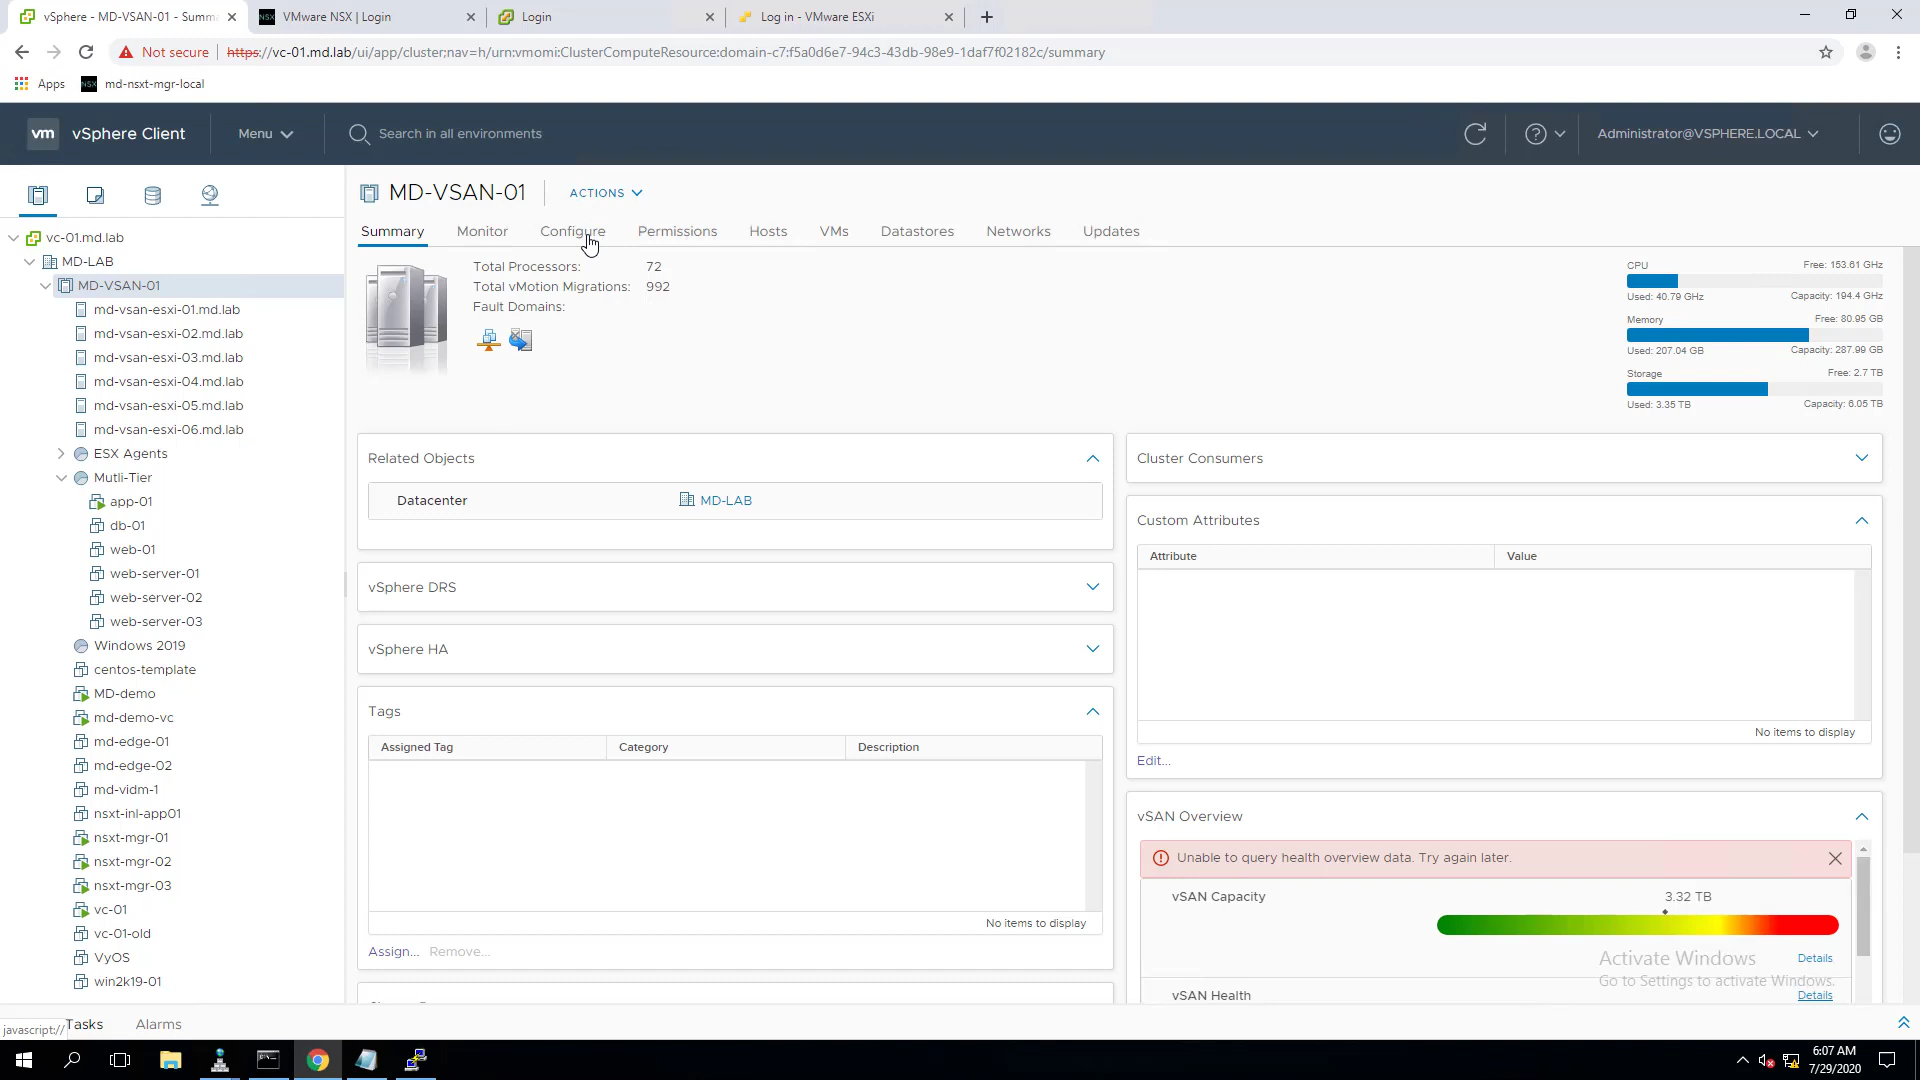 vSphere - MD-VSAN-01 - Summa
VMware NSX | Login
Login
Log in - VMware ESXi
Not secure
https://vc-01.md.lab/ui/app/cluster;nav=h/urn:vmomi:ClusterComputeResource:domain-c7:f5a0d6e7-94c3-43db-98e9-1daf7f02182c/summary
Apps
NSX md-nsxt-mgr-local
vm vSphere Client
Menu
Search in all environments
Administrator@VSPHERE.LOCAL
vc-01.md.lab
MD-LAB
MD-VSAN-01
md-vsan-esxi-01.md.lab
md-vsan-esxi-02.md.lab
md-vsan-esxi-03.md.lab
md-vsan-esxi-04.md.lab
md-vsan-esxi-05.md.lab
md-vsan-esxi-06.md.lab
ESX Agents
Mutli-Tier
app-01
db-01
web-01
web-server-01
web-server-02
web-server-03
Windows 2019
centos-template
MD-demo
md-demo-vc
md-edge-01
md-edge-02
md-vidm-1
nsxt-inl-app01
nsxt-mgr-01
nsxt-mgr-02
nsxt-mgr-03
vc-01
vc-01-old
VyOS
win2k19-01
MD-VSAN-01
ACTIONS
Summary Monitor Configure Permissions Hosts VMs Datastores Networks Updates
Total Processors: 72
Total vMotion Migrations: 992
Fault Domains:
CPU Free: 153.61 GHz
Used: 40.79 GHz Capacity: 194.4 GHz
Memory Free: 80.95 GB
Used: 207.04 GB Capacity: 287.99 GB
Storage Free: 2.7 TB
Used: 3.35 TB Capacity: 6.05 TB
Related Objects
Datacenter MD-LAB
vSphere DRS
vSphere HA
Tags
Assigned Tag Category Description
No items to display
Assign... Remove...
Cluster Consumers
Custom Attributes
Attribute Value
No items to display
Edit...
vSAN Overview
Unable to query health overview data. Try again later.
vSAN Capacity 3.32 TB
Details
vSAN Health
Details
Activate Windows
Go to Settings to activate Windows.
javascript://
Tasks Alarms
6:07 AM
7/29/2020